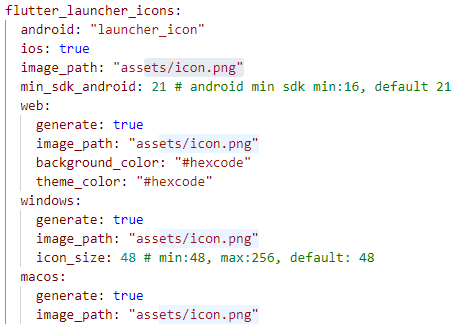 flutter_launcher_icons:
  android: "launcher_icon"
  ios: true
  image_path: "assets/icon.png"
  min_sdk_android: 21 # android min sdk min:16, default 21
  web:
    generate: true
    image_path: "assets/icon.png"
    background_color: "#hexcode"
    theme_color: "#hexcode"
  windows:
    generate: true
    image_path: "assets/icon.png"
    icon_size: 48 # min:48, max:256, default: 48
  macos:
    generate: true
    image_path: "assets/icon.png"